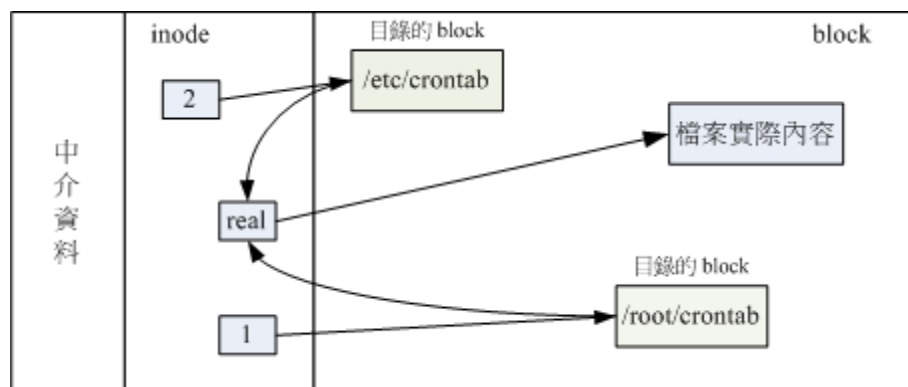 inode
目錄的 block
block
2
/etc/crontab
檔案實際內容
中
介
資
料
real
目錄的 block
/root/crontab
1